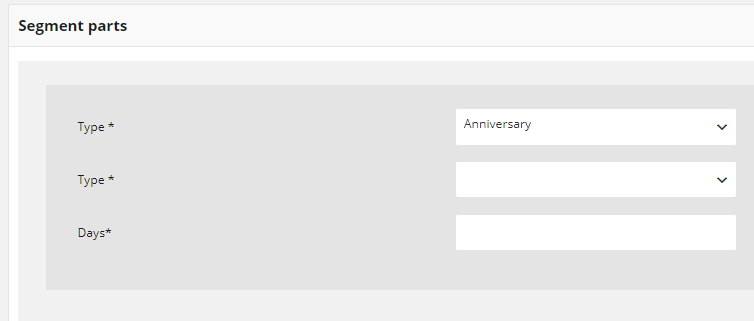 Segment parts
Type *
Anniversary
Type *
Days*